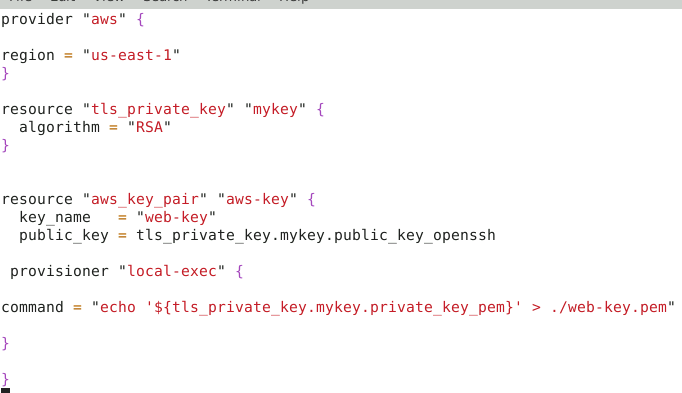 provider "aws" {
region = "us-east-1"
}
resource "tls_private_key" "mykey" {
  algorithm = "RSA"
}
resource "aws_key_pair" "aws-key" {
  key_name   = "web-key"
  public_key = tls_private_key.mykey.public_key_openssh
 provisioner "local-exec" {
command = "echo '${tls_private_key.mykey.private_key_pem}' > ./web-key.pem"
}
}